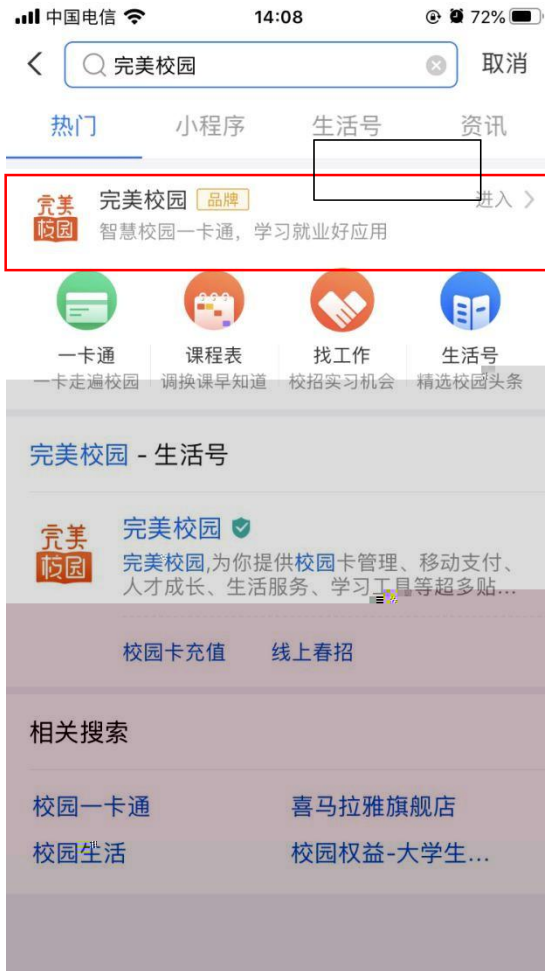 中国电信 14:08 72%
完美校园 取消
热门 小程序 生活号 资讯
完美校园 完美校园 品牌 进入
智慧校园一卡通，学习就业好应用
一卡通 课程表 找工作 生活号
一卡走遍校园 调换课早知道 校招实习机会 精选校园头条
完美校园 - 生活号
完美校园 完美校园
完美校园,为你提供校园卡管理、移动支付、
人才成长、生活服务、学习工具等超多贴...
校园卡充值 线上春招
相关搜索
校园一卡通 喜马拉雅旗舰店
校园生活 校园权益-大学生...